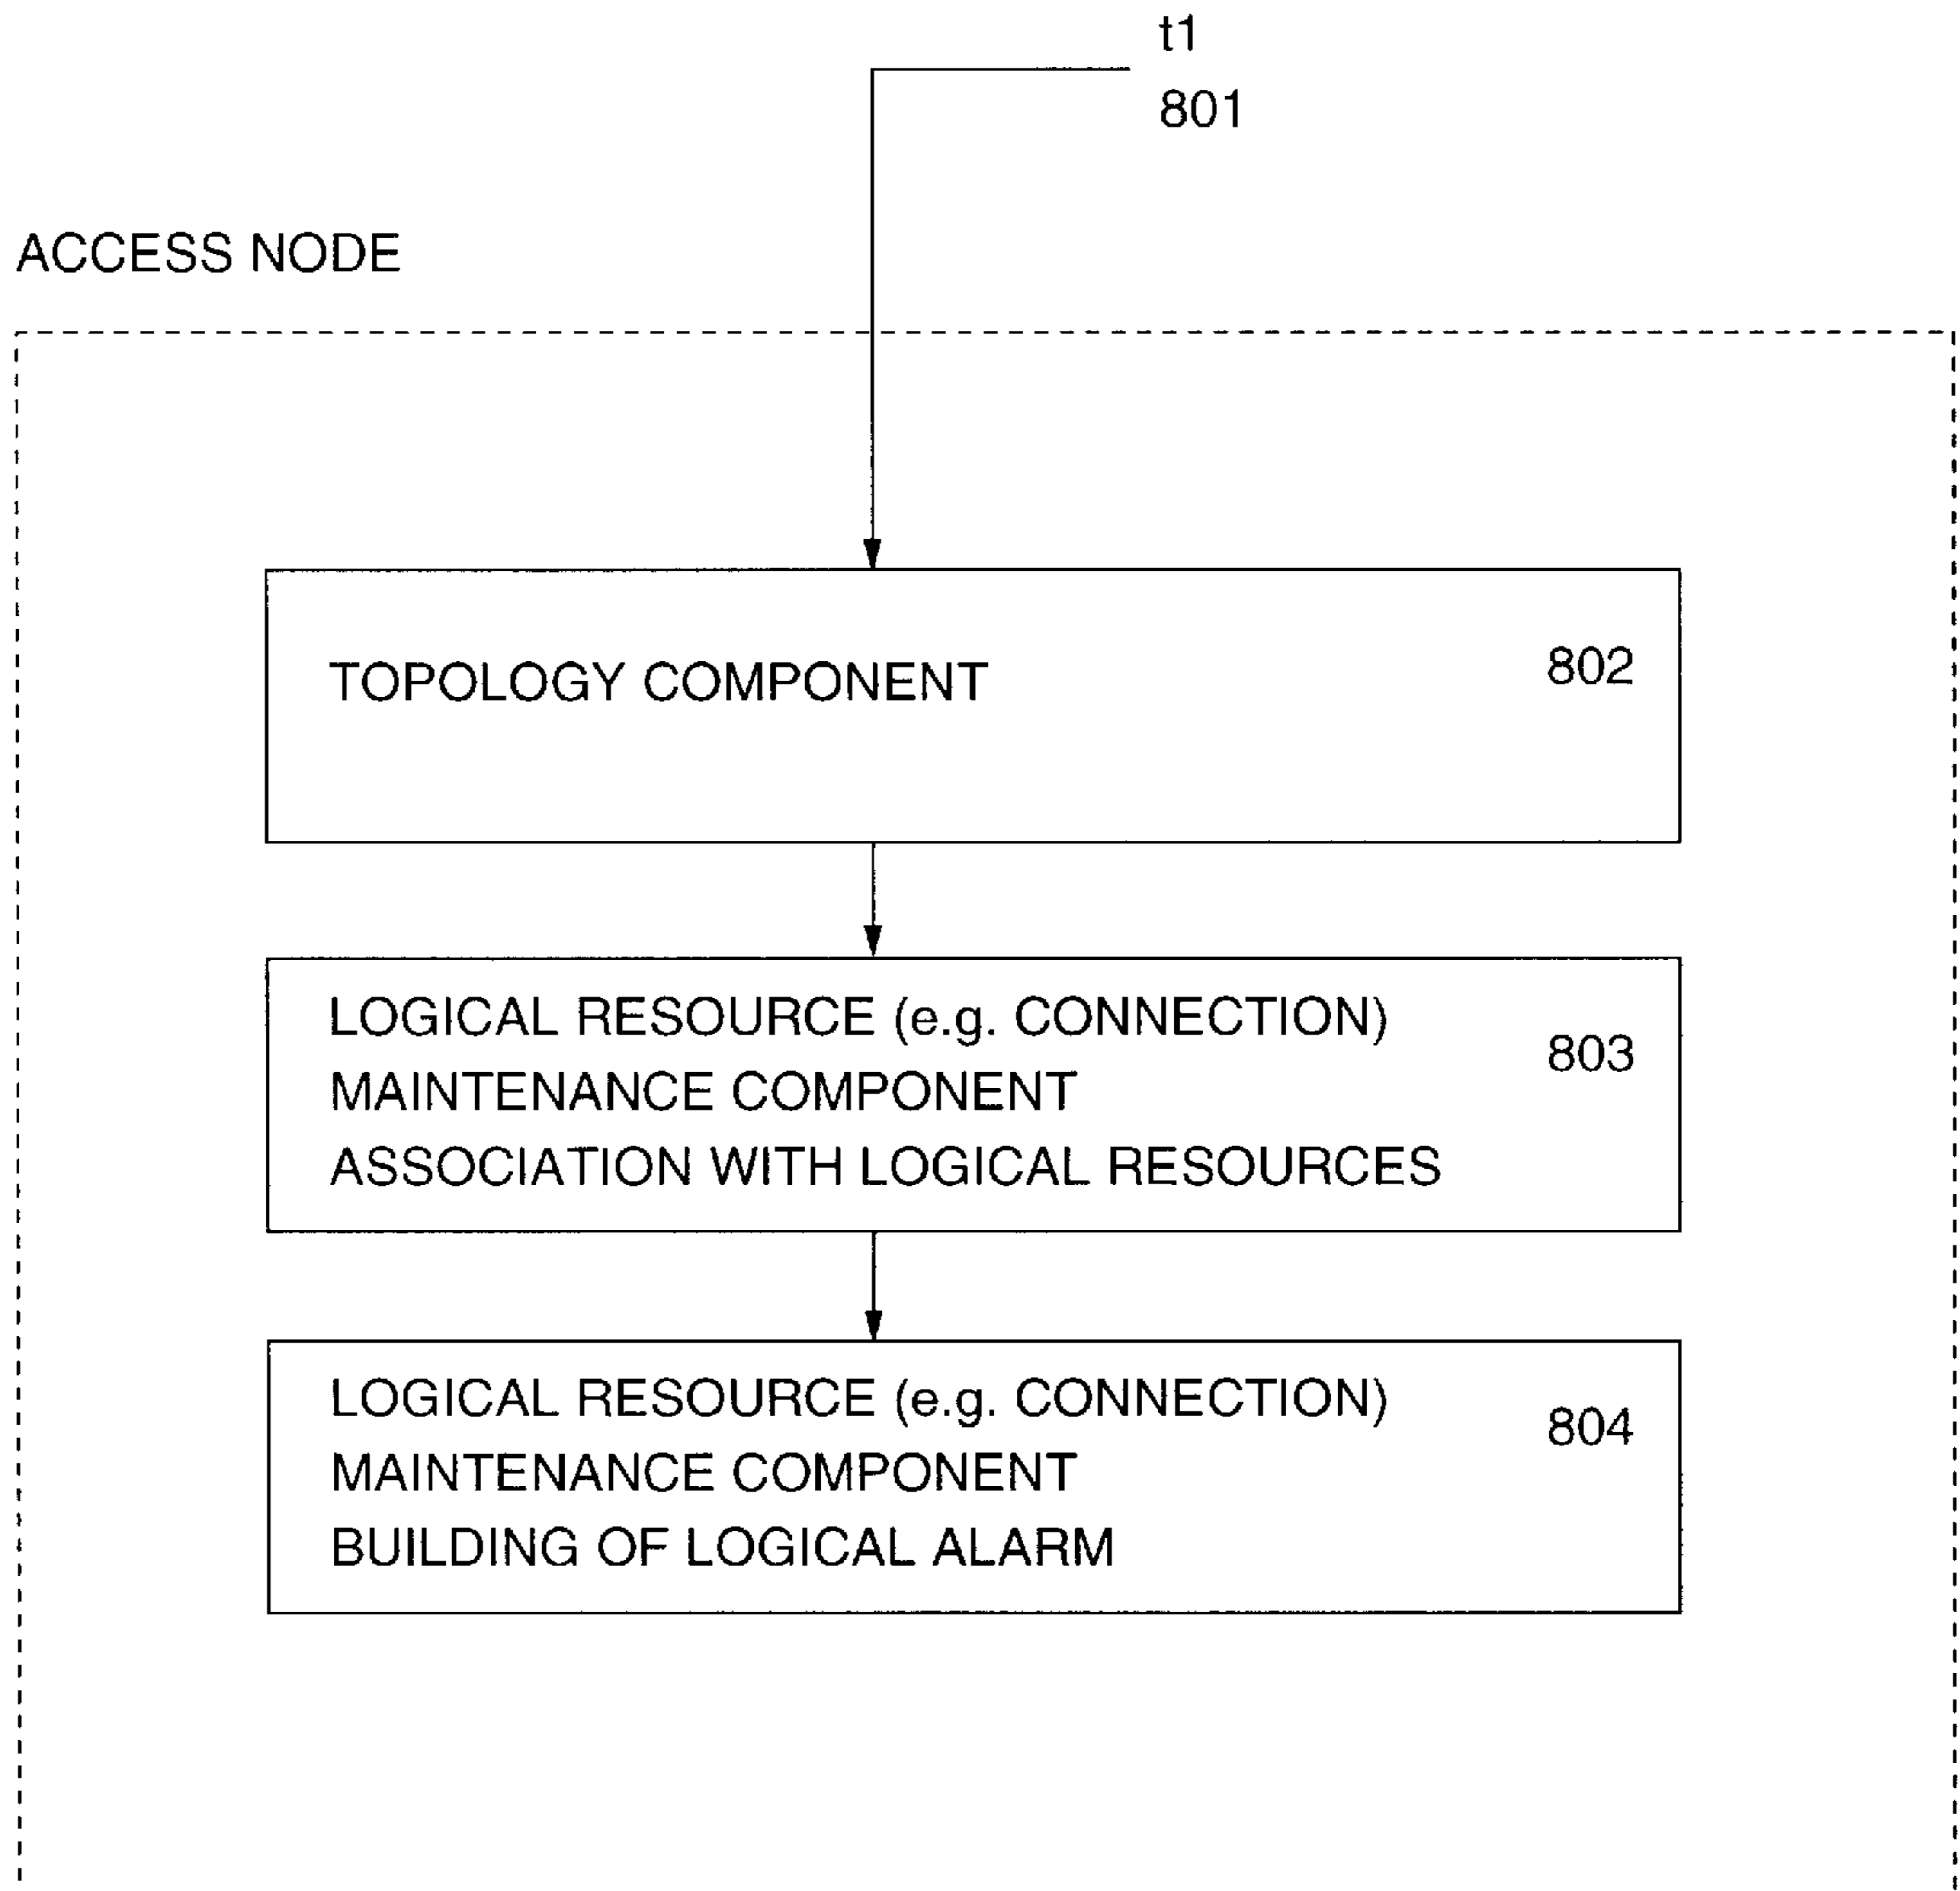 t1
801
ACCESS NODE
TOPOLOGY COMPONENT
802
LOGICAL RESOURCE (e.g. CONNECTION)
MAINTENANCE COMPONENT
ASSOCIATION WITH LOGICAL RESOURCES
803
LOGICAL RESOURCE (e.g. CONNECTION)
MAINTENANCE COMPONENT
BUILDING OF LOGICAL ALARM
804